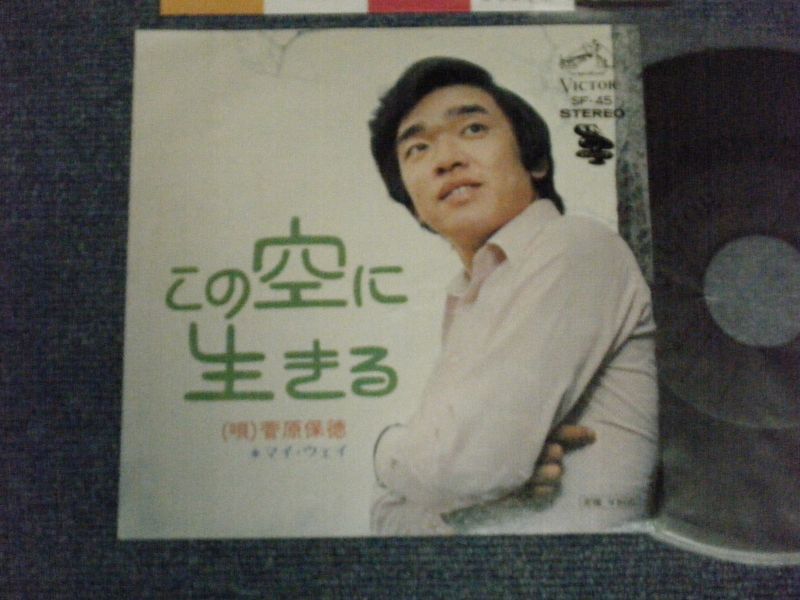 VICTOR
SF-45
STEREO
この空に
生きる
(唄)菅原保徳
*マイ・ウェイ